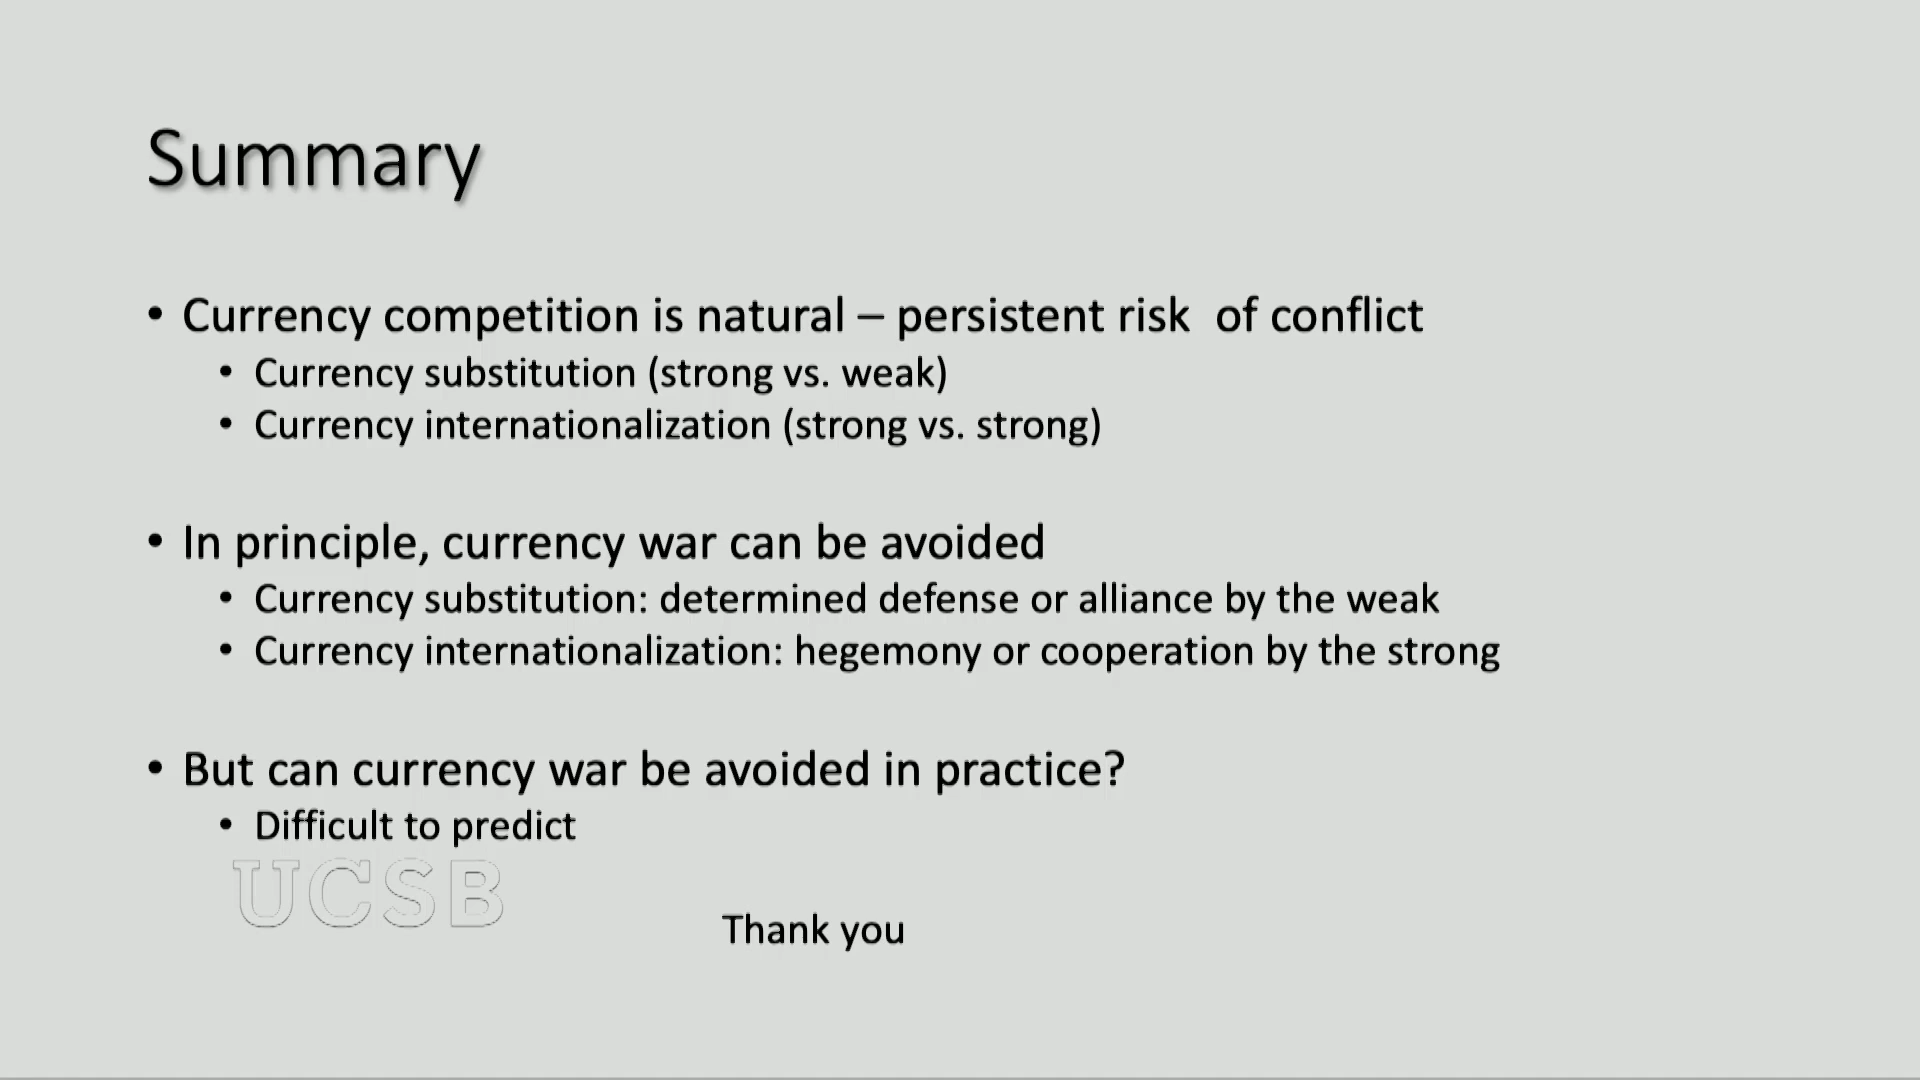 Summary
• Currency competition is natural – persistent risk  of conflict
• Currency substitution (strong vs. weak)
• Currency internationalization (strong vs. strong)
• In principle, currency war can be avoided
• Currency substitution: determined defense or alliance by the weak
• Currency internationalization: hegemony or cooperation by the strong
• But can currency war be avoided in practice?
• Difficult to predict
UCSB
Thank you